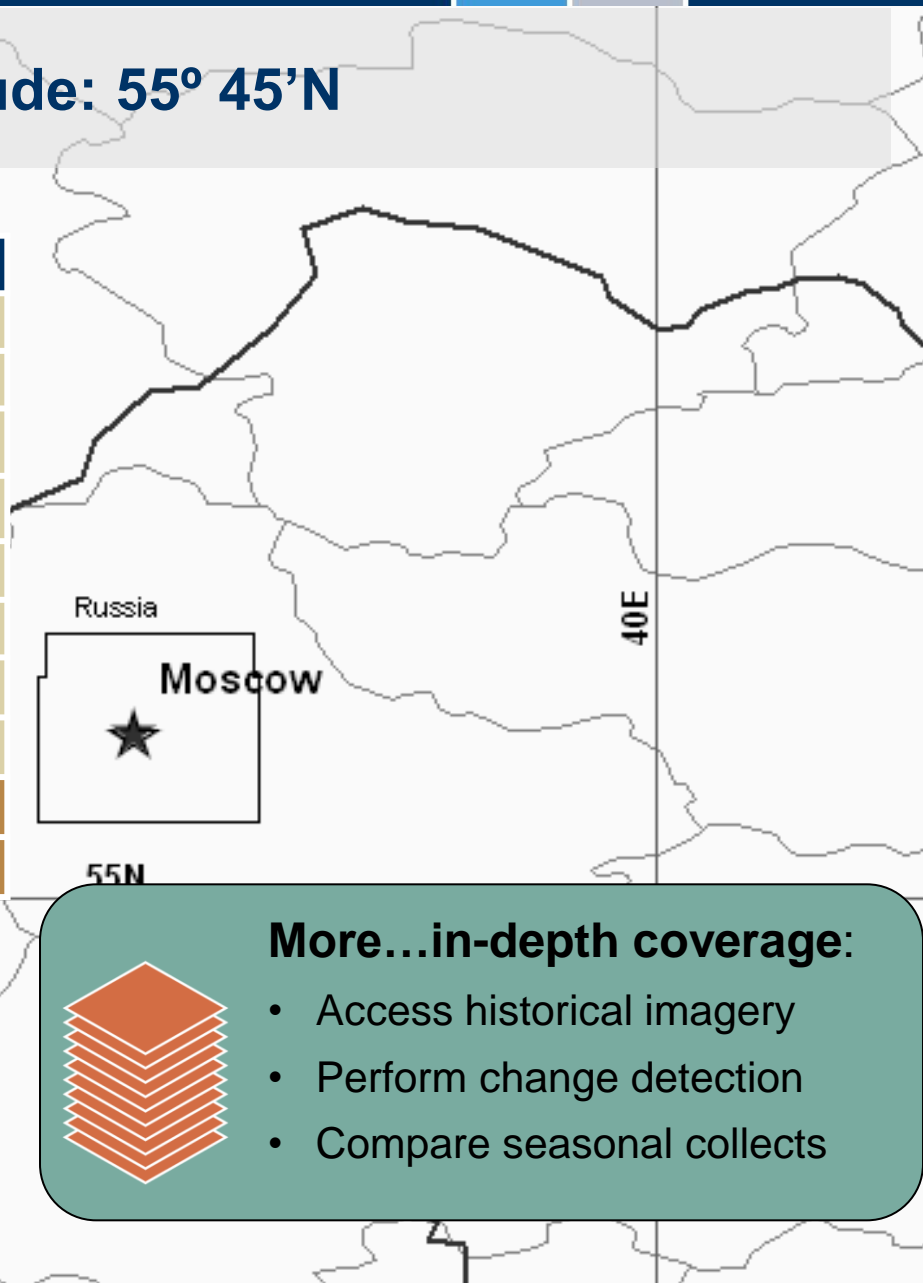 ude: 55º 45’N
Russia
Moscow
40E
55N
More…in-depth coverage:
• Access historical imagery
• Perform change detection
• Compare seasonal collects